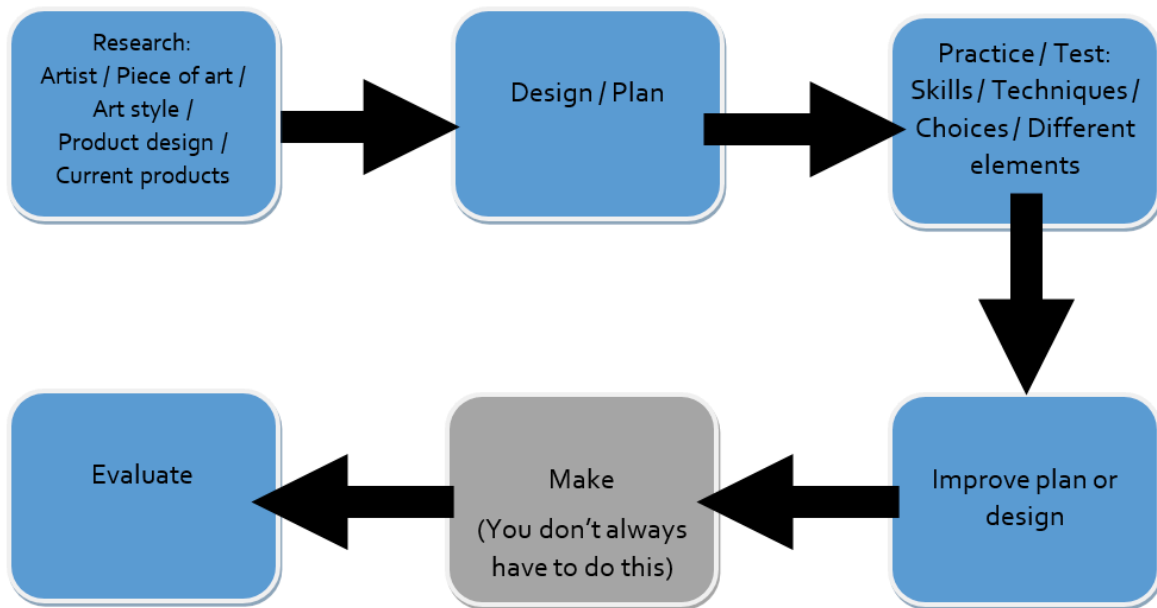 Research:
Artist / Piece of art /
Art style /
Product design /
Current products
Design / Plan
Practice / Test:
Skills / Techniques /
Choices / Different
elements
Improve plan or
design
Make
(You don’t always
have to do this)
Evaluate